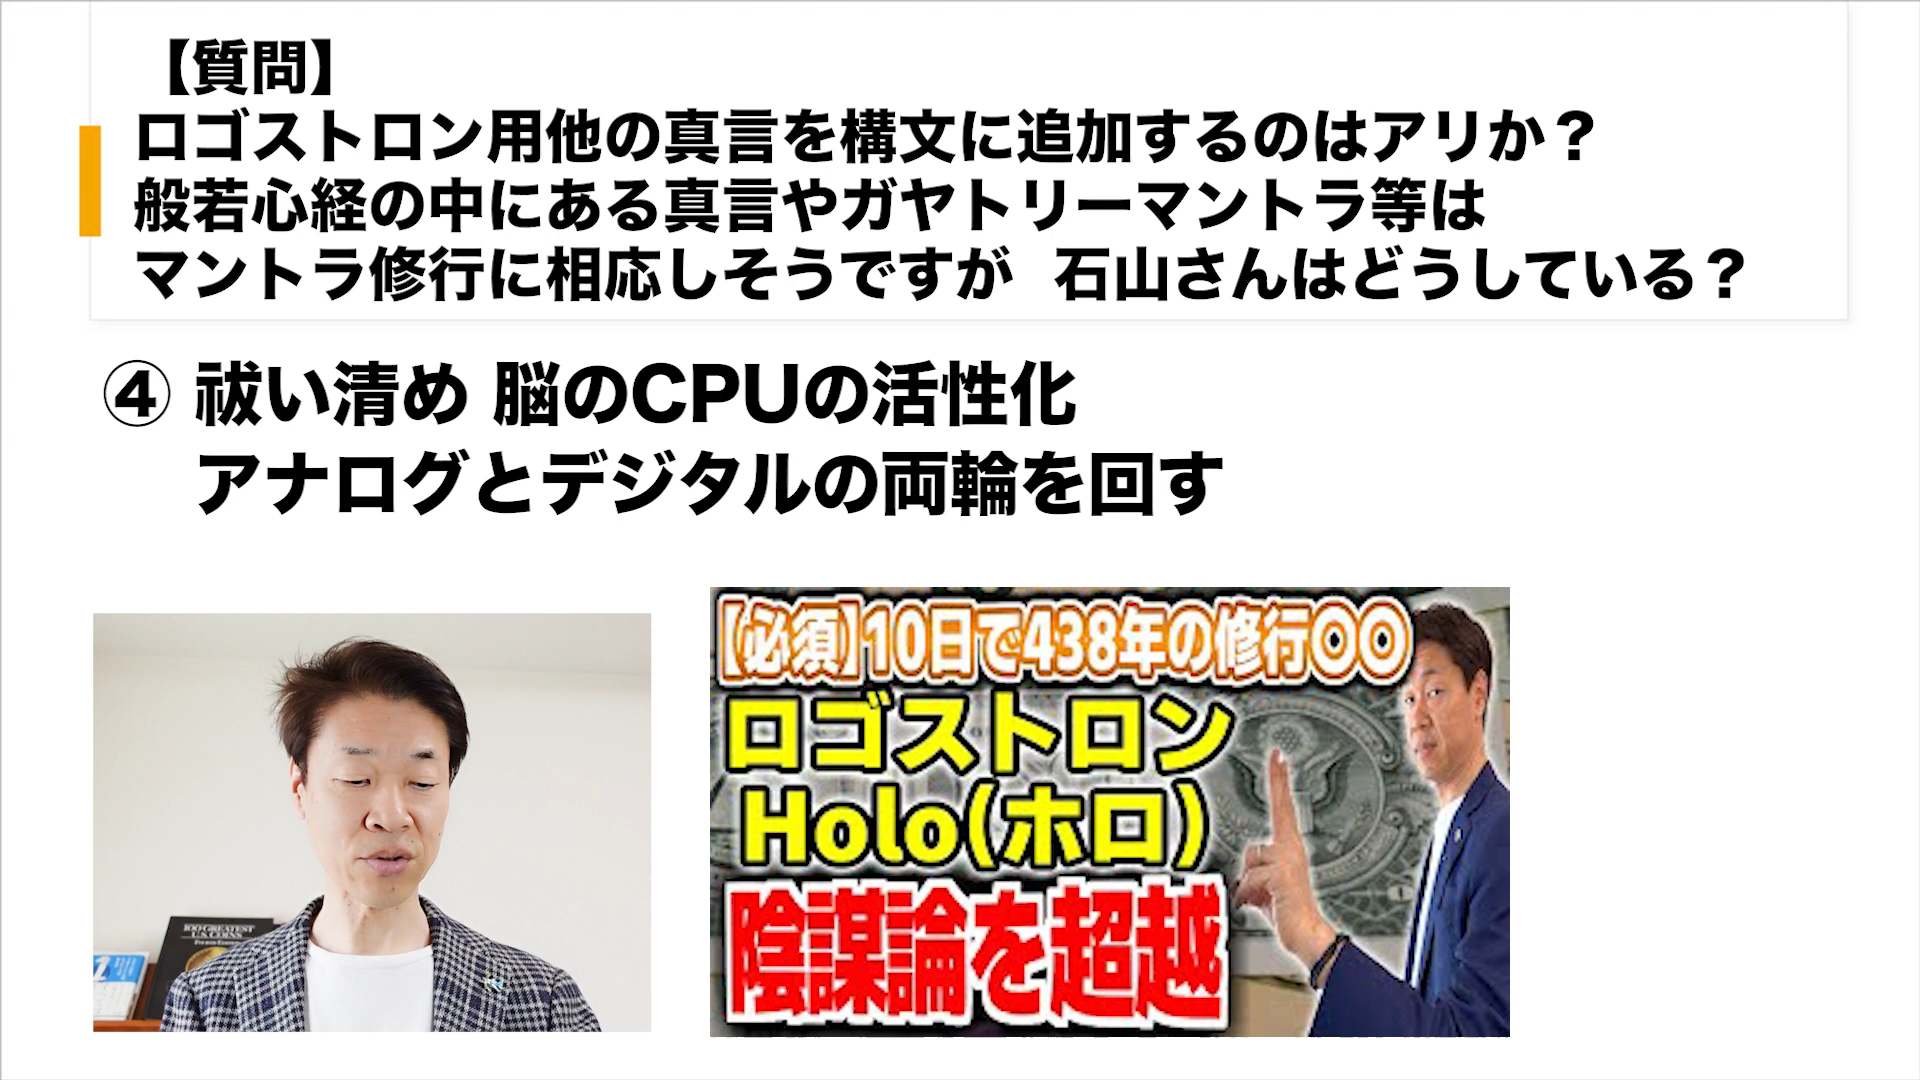 【質問】
ロゴストロン用他の真言を構文に追加するのはアリか？
般若心経の中にある真言やガヤトリーマントラ等は
マントラ修行に相応しそうですが 石山さんはどうしている？
④ 祓い清め 脳のCPUの活性化
アナログとデジタルの両輪を回す
100 GREATEST
U.S. COINS
【必須】10日で438年の修行◎◎
ロゴストロン
Holo(ホロ)
陰謀論を超越